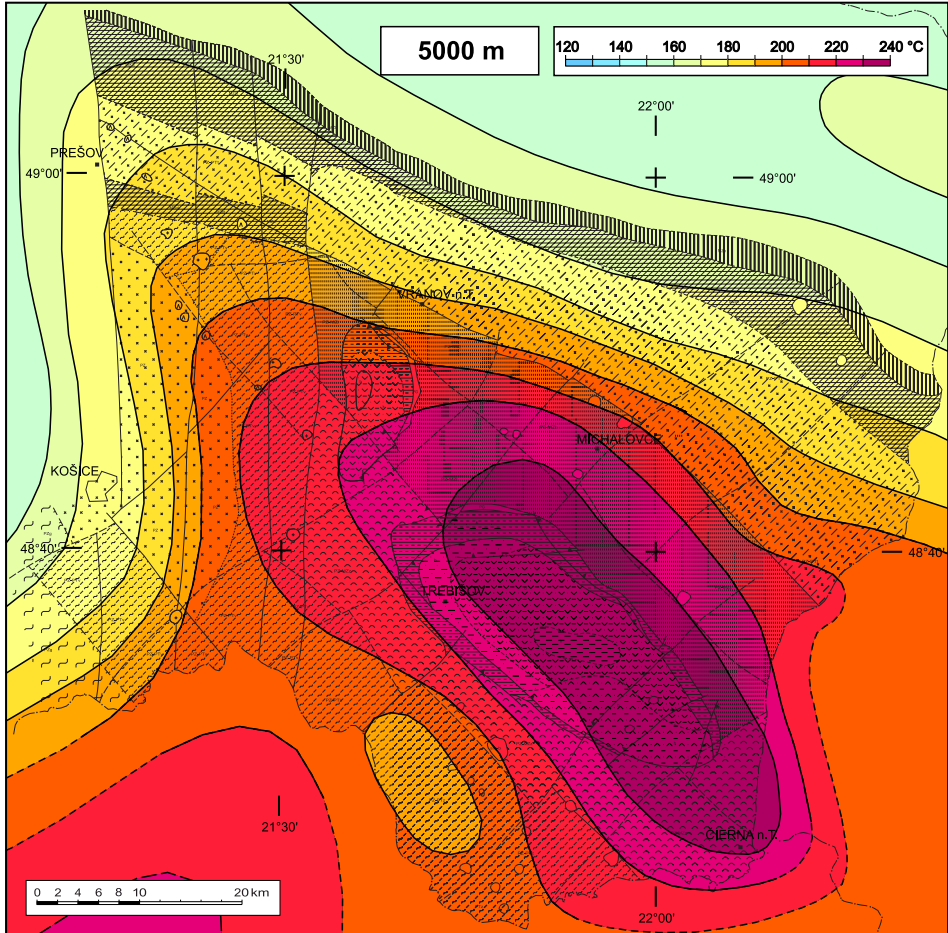 5000 m
120 140 160 180 200 220 240 °C
21°30'
22°00'
PREŠOV
49°00'
49°00'
VRANOV n.T.
MICHALOVCE
KOŠICE
48°40'
48°40'
TREBIŠOV
21°30'
ČIERNA n.T.
0 2 4 6 8 10 20 km
22°00'